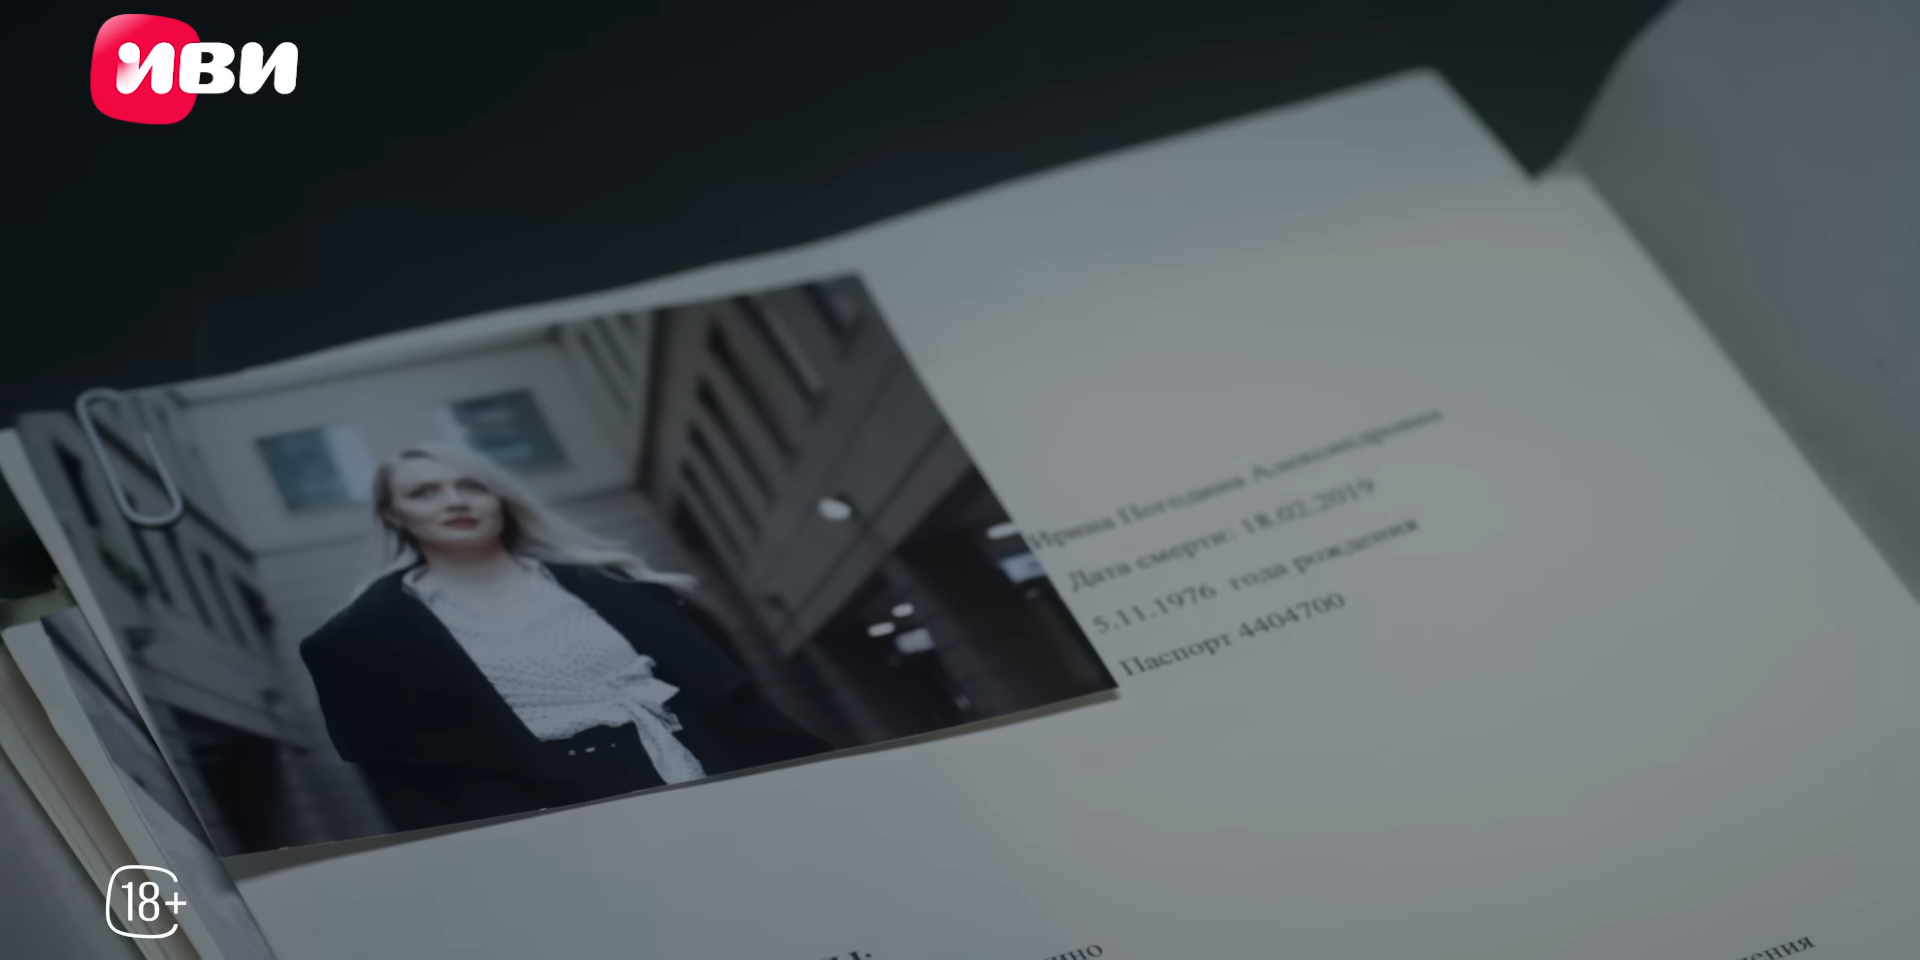 иви
Ирина Погодина Александровна
Дата смерти: 18.02.2019
5.11.1976 года рождения
Паспорт 4404700
18+